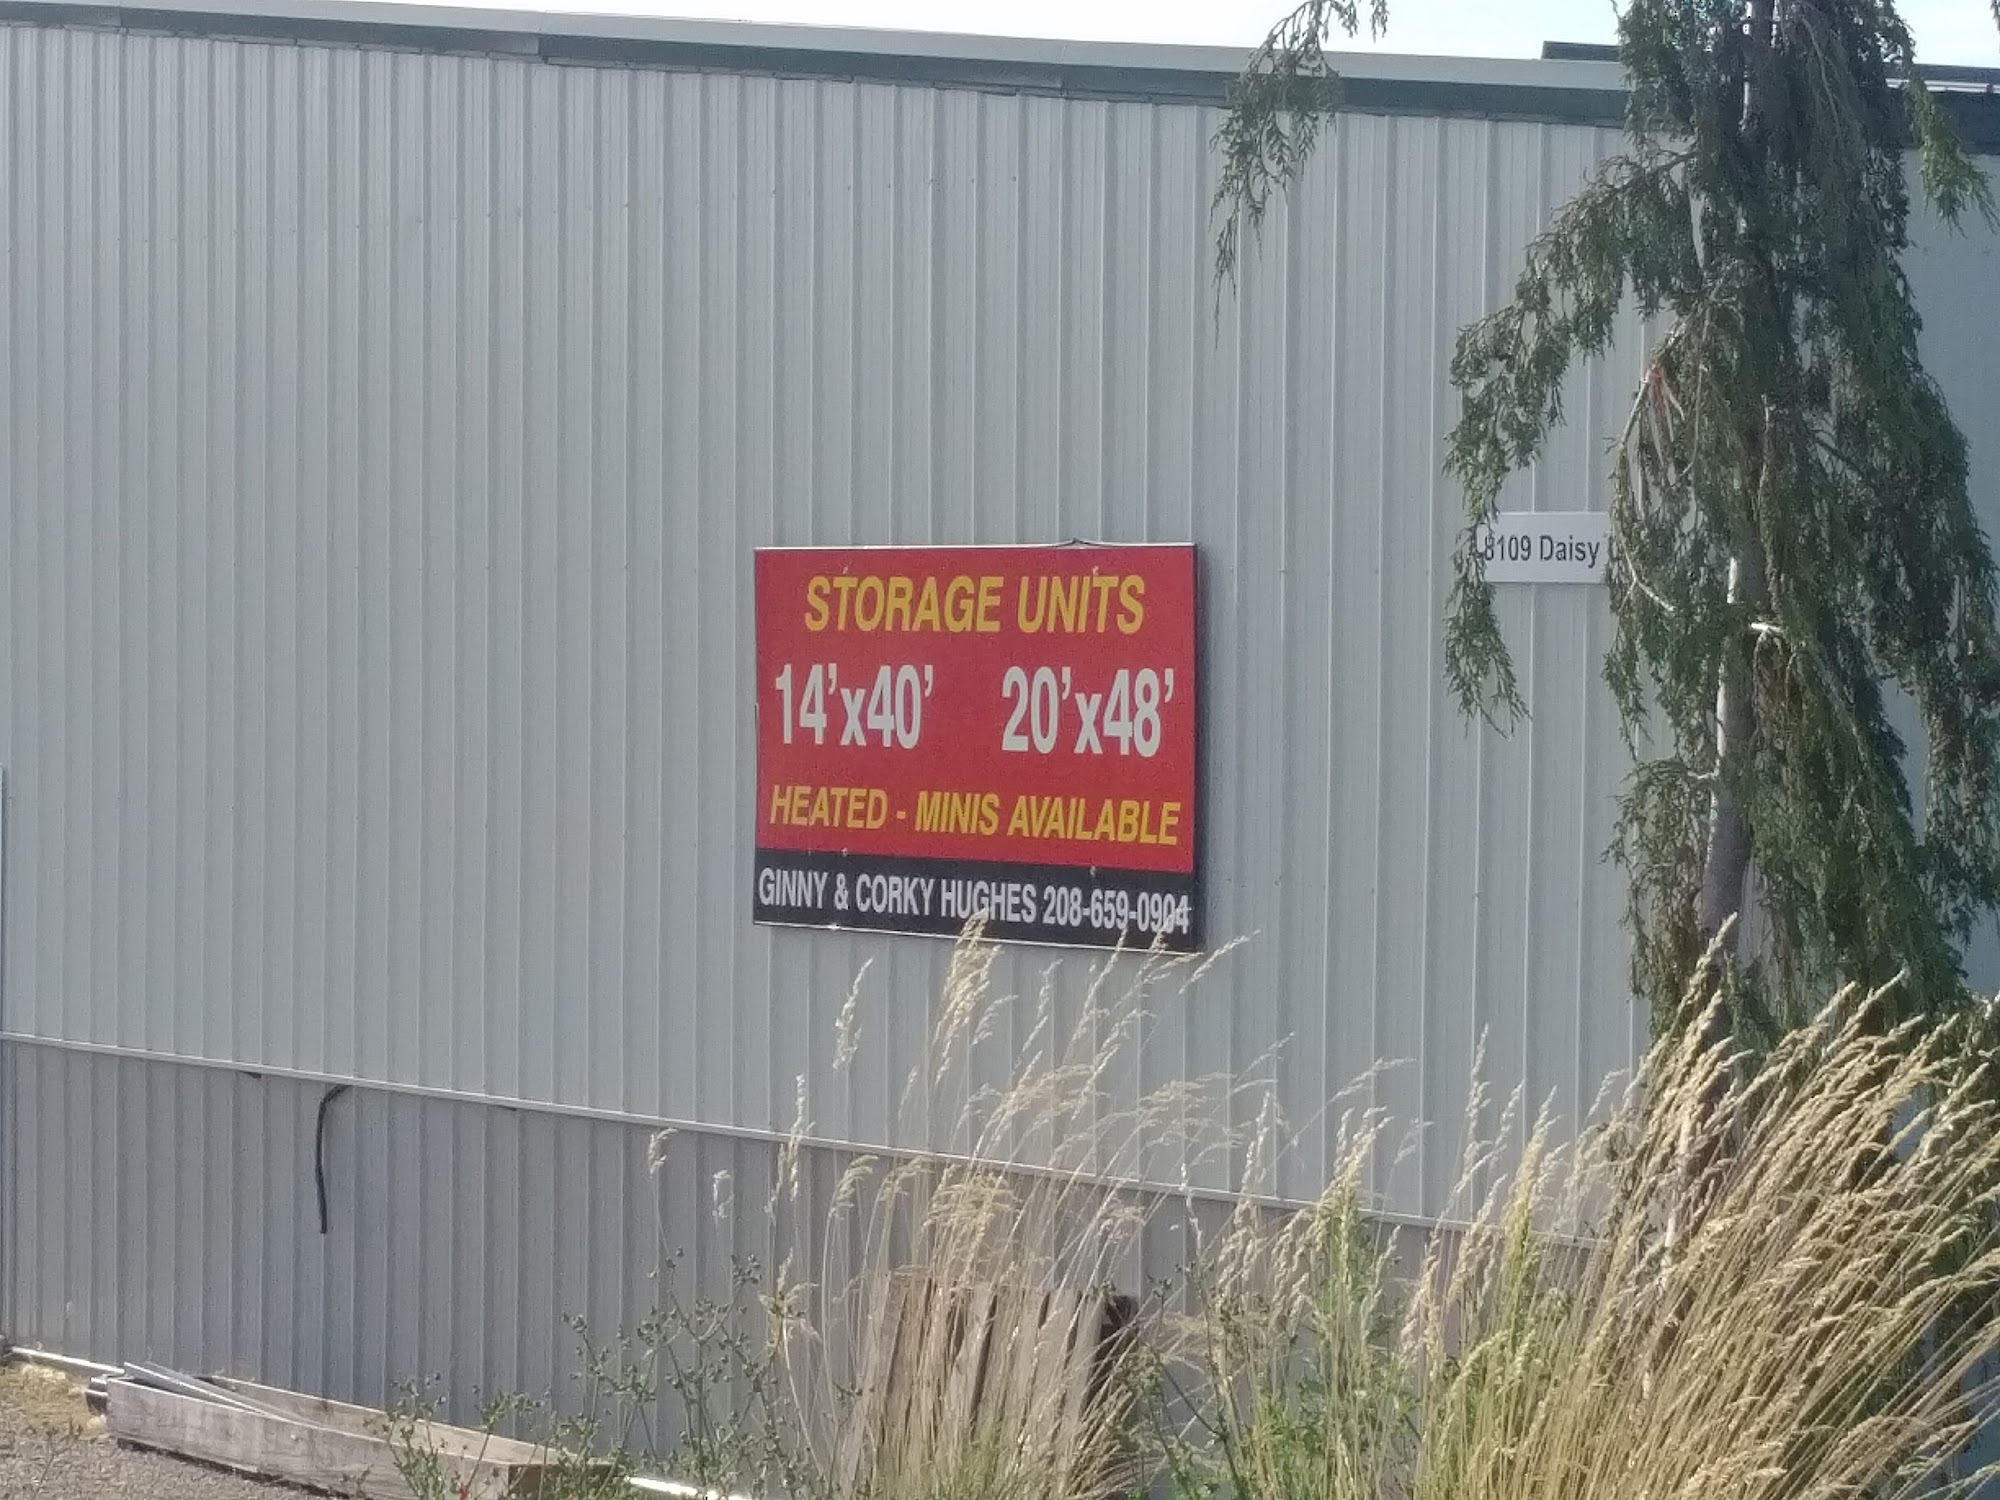 STORAGE UNITS
14'x40' 20'x48'
HEATED - MINIS AVAILABLE
GINNY & CORKY HUGHES 208-659-0904
8109 Daisy